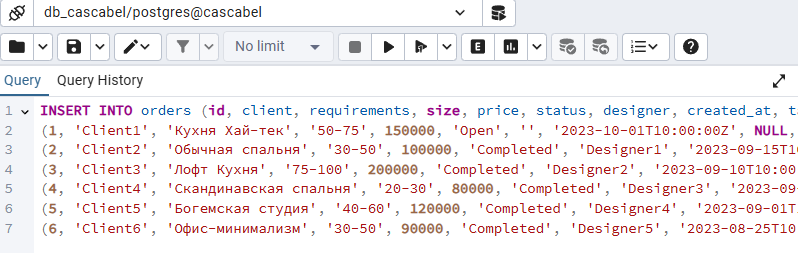 db_cascabel/postgres@cascabel
No limit
E
Query Query History
1 INSERT INTO orders (id, client, requirements, size, price, status, designer, created_at,
2 (1, 'Client1', 'Кухня Хай-тек', '50-75', 150000, 'Open', '', '2023-10-01T10:00:00Z', NULL,
3 (2, 'Client2', 'Обычная спальня', '30-50', 100000, 'Completed', 'Designer1', '2023-09-15T10
4 (3, 'Client3', 'Лофт Кухня', '75-100', 200000, 'Completed', 'Designer2', '2023-09-10T10:00:
5 (4, 'Client4', 'Скандинавская спальня', '20-30', 80000, 'Completed', 'Designer3', '2023-09-
6 (5, 'Client5', 'Богемская студия', '40-60', 120000, 'Completed', 'Designer4', '2023-09-01T1
7 (6, 'Client6', 'Офис-минимализм', '30-50', 90000, 'Completed', 'Designer5', '2023-08-25T10